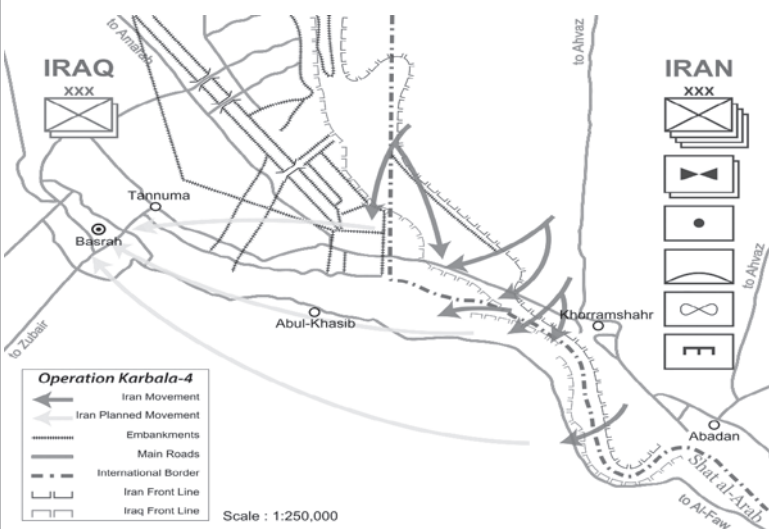 to Amarah
to Ahvaz
IRAQ
xxx
IRAN
xxx
Tannuma
Basrah
Abul-Khasib
Khorramshahr
to Ahvaz
to Zubair
Operation Karbala-4
Iran Movement
Iran Planned Movement
Embankments
Main Roads
International Border
Iran Front Line
Iraq Front Line
Scale : 1:250,000
Abadan
Shat al-Arab
to Al-Faw